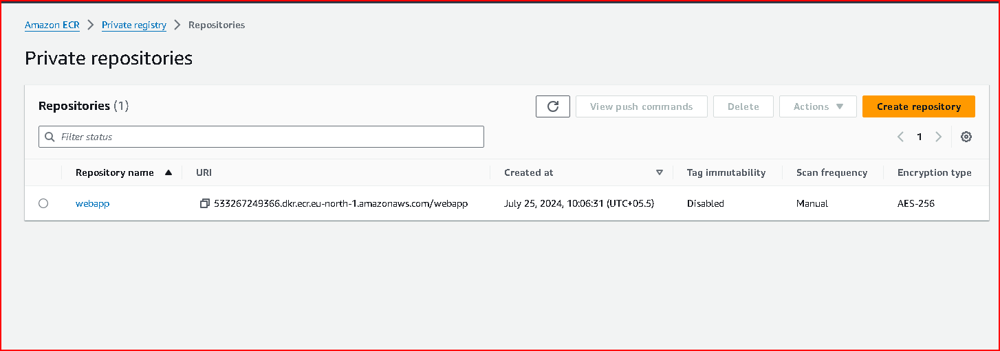 Amazon ECR > Private registry > Repositories
Private repositories
Repositories (1) View push commands Delete Actions Create repository
Filter status 1
Repository name URI Created at Tag immutability Scan frequency Encryption type
webapp 533267249366.dkr.ecr.eu-north-1.amazonaws.com/webapp July 25, 2024, 10:06:31 (UTC+05.5) Disabled Manual AES-256